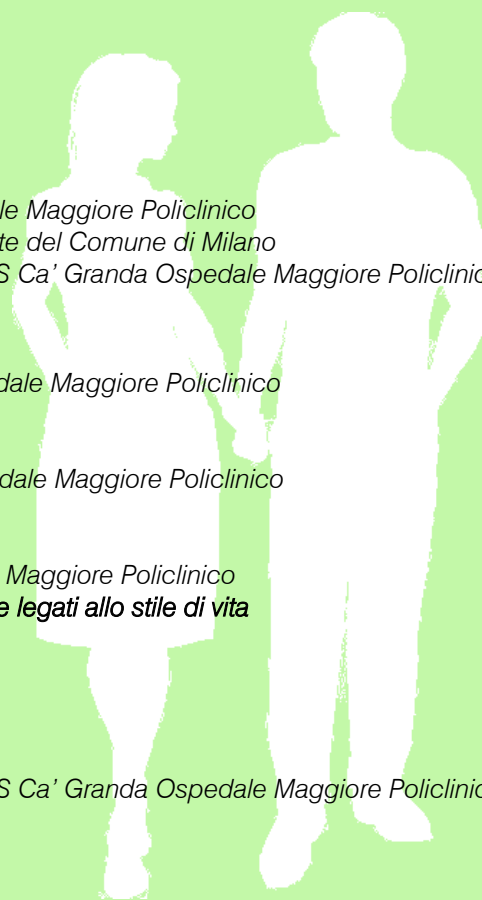 le Maggiore Policlinico
te del Comune di Milano
S Ca’ Granda Ospedale Maggiore Policlinic
dale Maggiore Policlinico
dale Maggiore Policlinico
Maggiore Policlinico
e legati allo stile di vita
S Ca’ Granda Ospedale Maggiore Policlinic